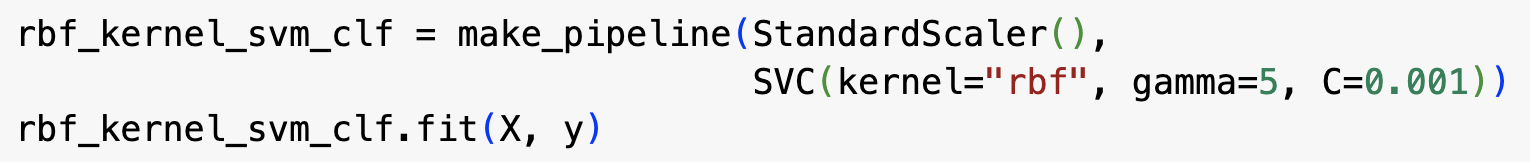 rbf_kernel_svm_clf = make_pipeline(StandardScaler(),
                                   SVC(kernel="rbf", gamma=5, C=0.001))
rbf_kernel_svm_clf.fit(X, y)